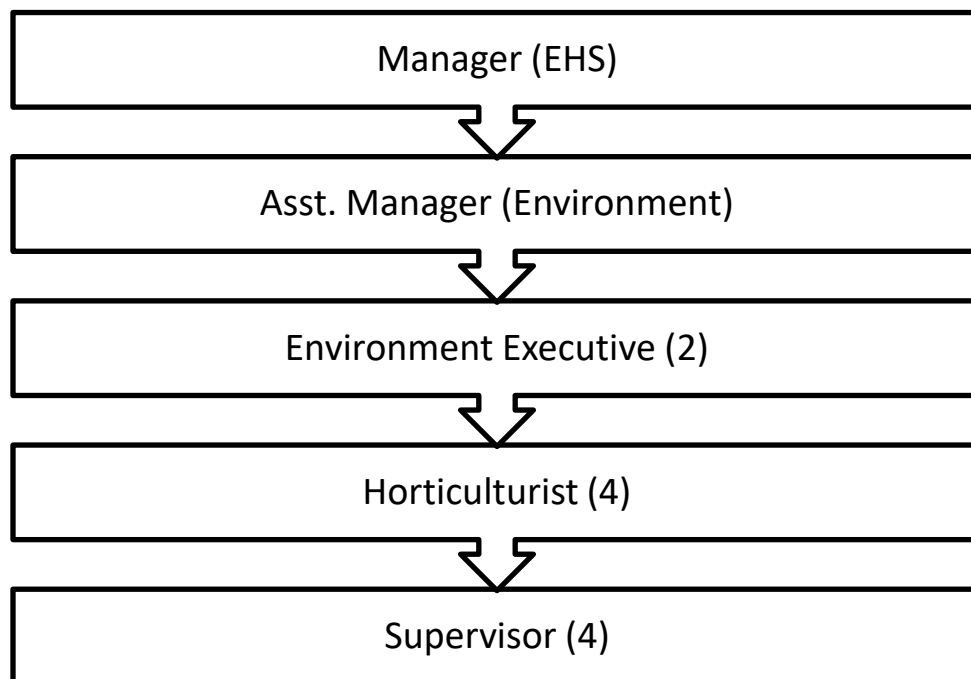 Manager (EHS)
Asst. Manager (Environment)
Environment Executive (2)
Horticulturist (4)
Supervisor (4)